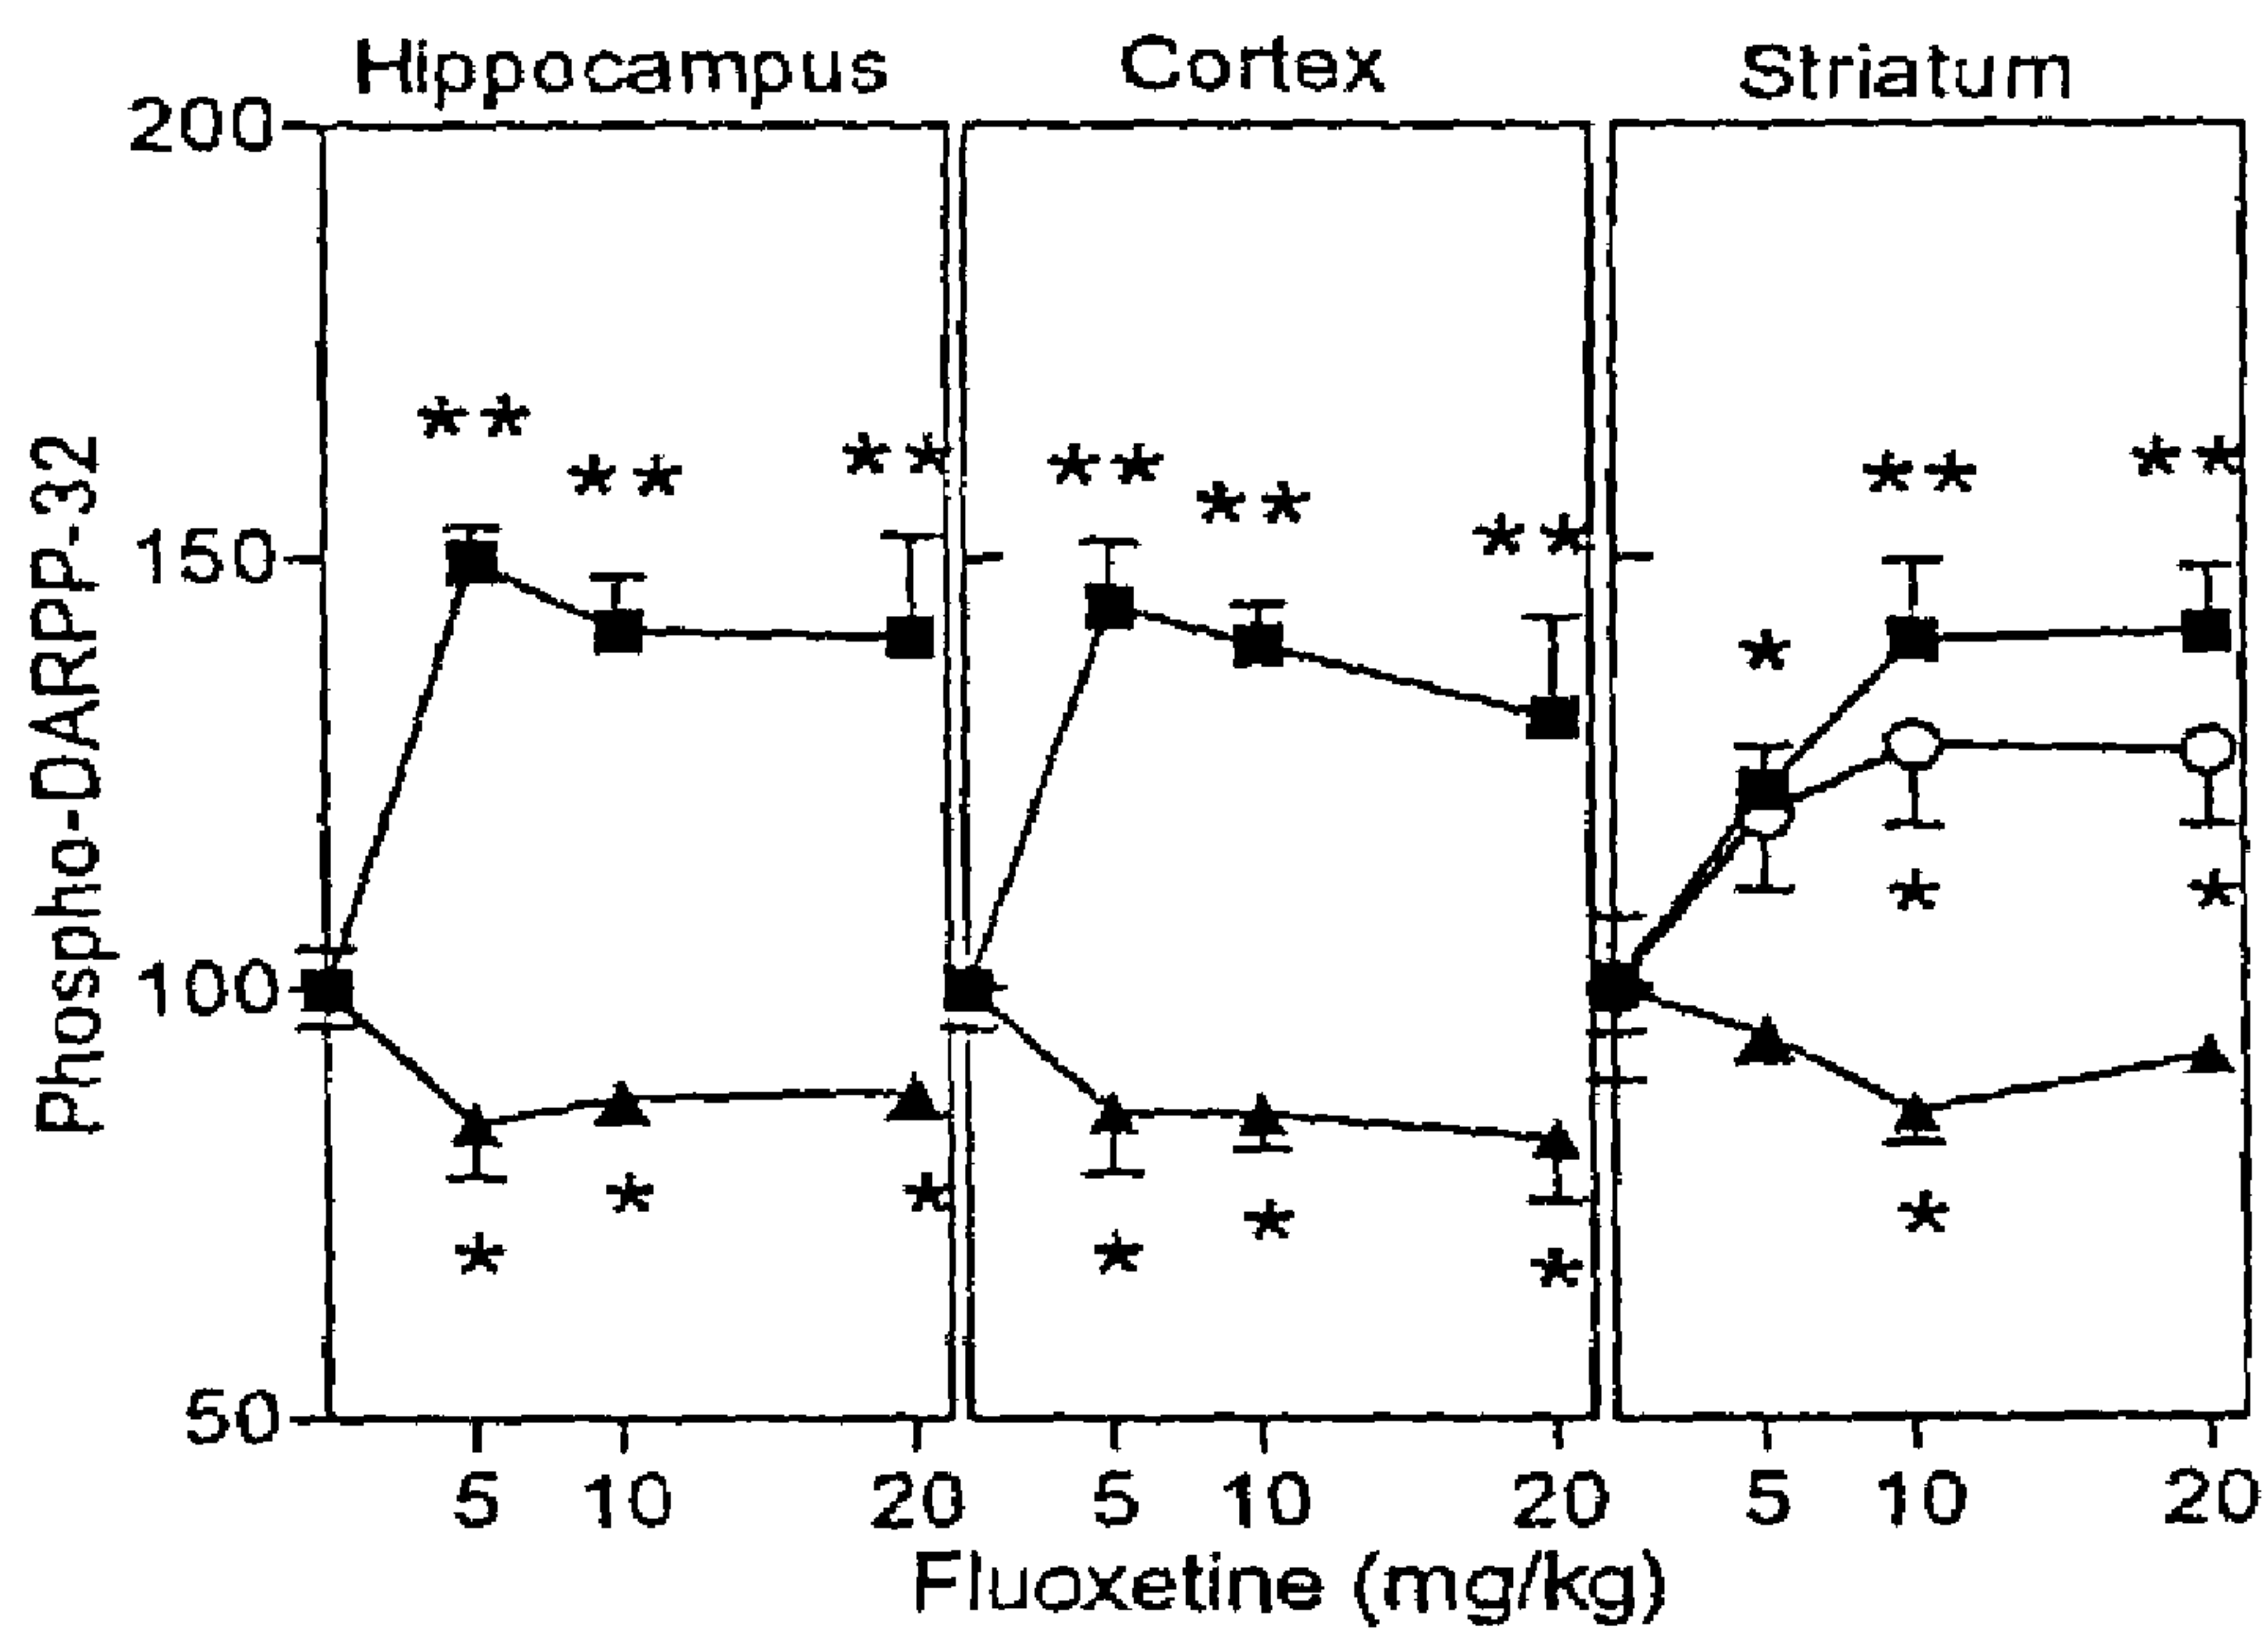 Hippocampus Cortex Striatum
Phospho-DARPP-32
200
150
100
50
** ** ** ** ** ** * ** **
* * * * * * * * *
5 10 20 5 10 20 5 10 20
Fluoxetine (mg/kg)